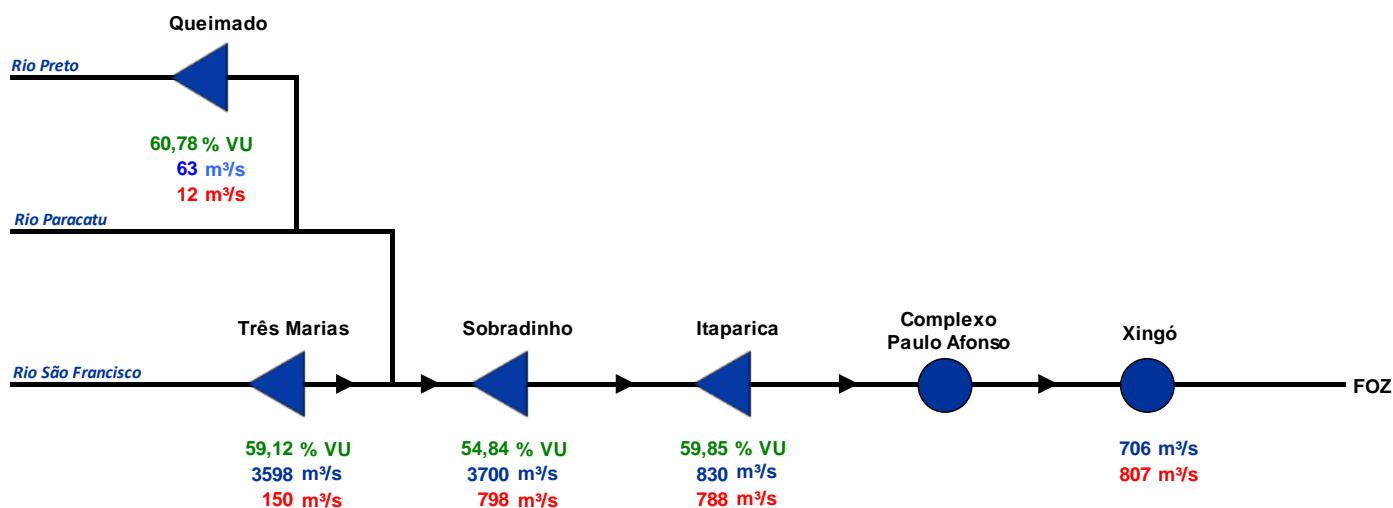 Queimado
Rio Preto
60,78 % VU
63 m³/s
12 m³/s
Rio Paracatu
Três Marias
Sobradinho
Itaparica
Complexo
Paulo Afonso
Xingó
Rio São Francisco
FOZ
59,12 % VU
3598 m³/s
150 m³/s
54,84 % VU
3700 m³/s
798 m³/s
59,85 % VU
830 m³/s
788 m³/s
706 m³/s
807 m³/s